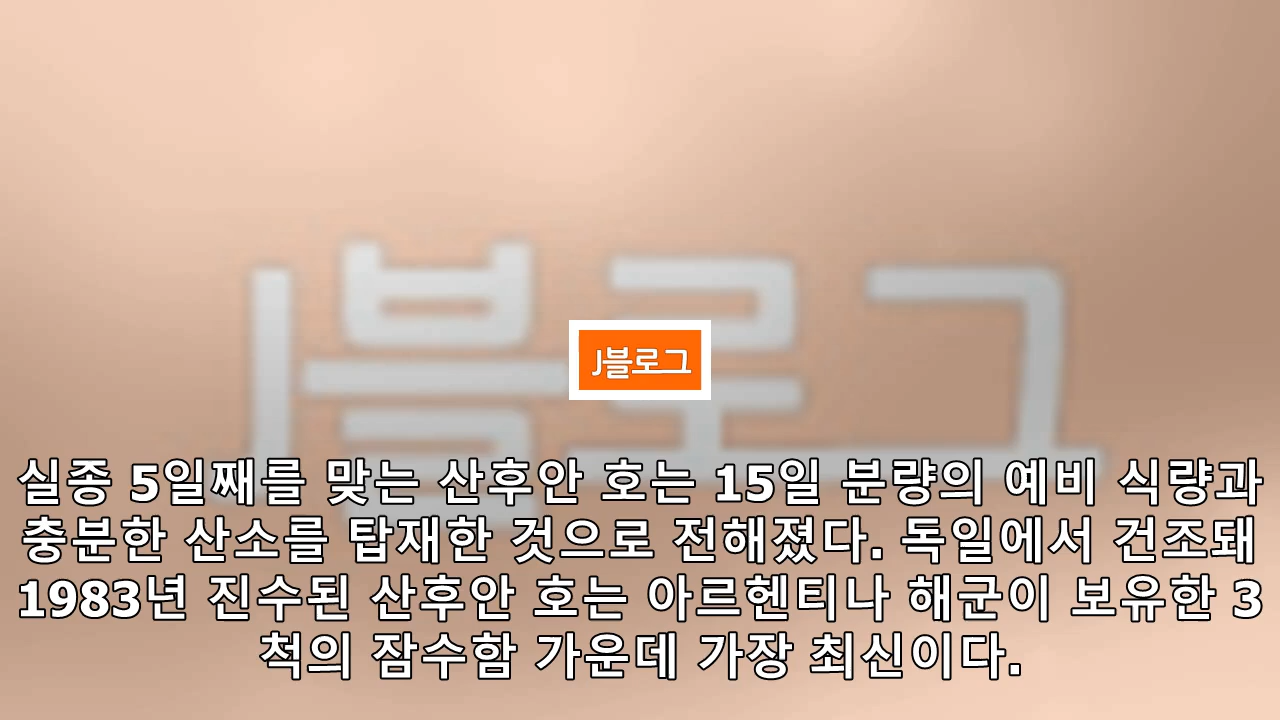 J블로그
J블로그
실종 5일째를 맞는 산후안 호는 15일 분량의 예비 식량과
충분한 산소를 탑재한 것으로 전해졌다. 독일에서 건조돼
1983년 진수된 산후안 호는 아르헨티나 해군이 보유한 3
척의 잠수함 가운데 가장 최신이다.